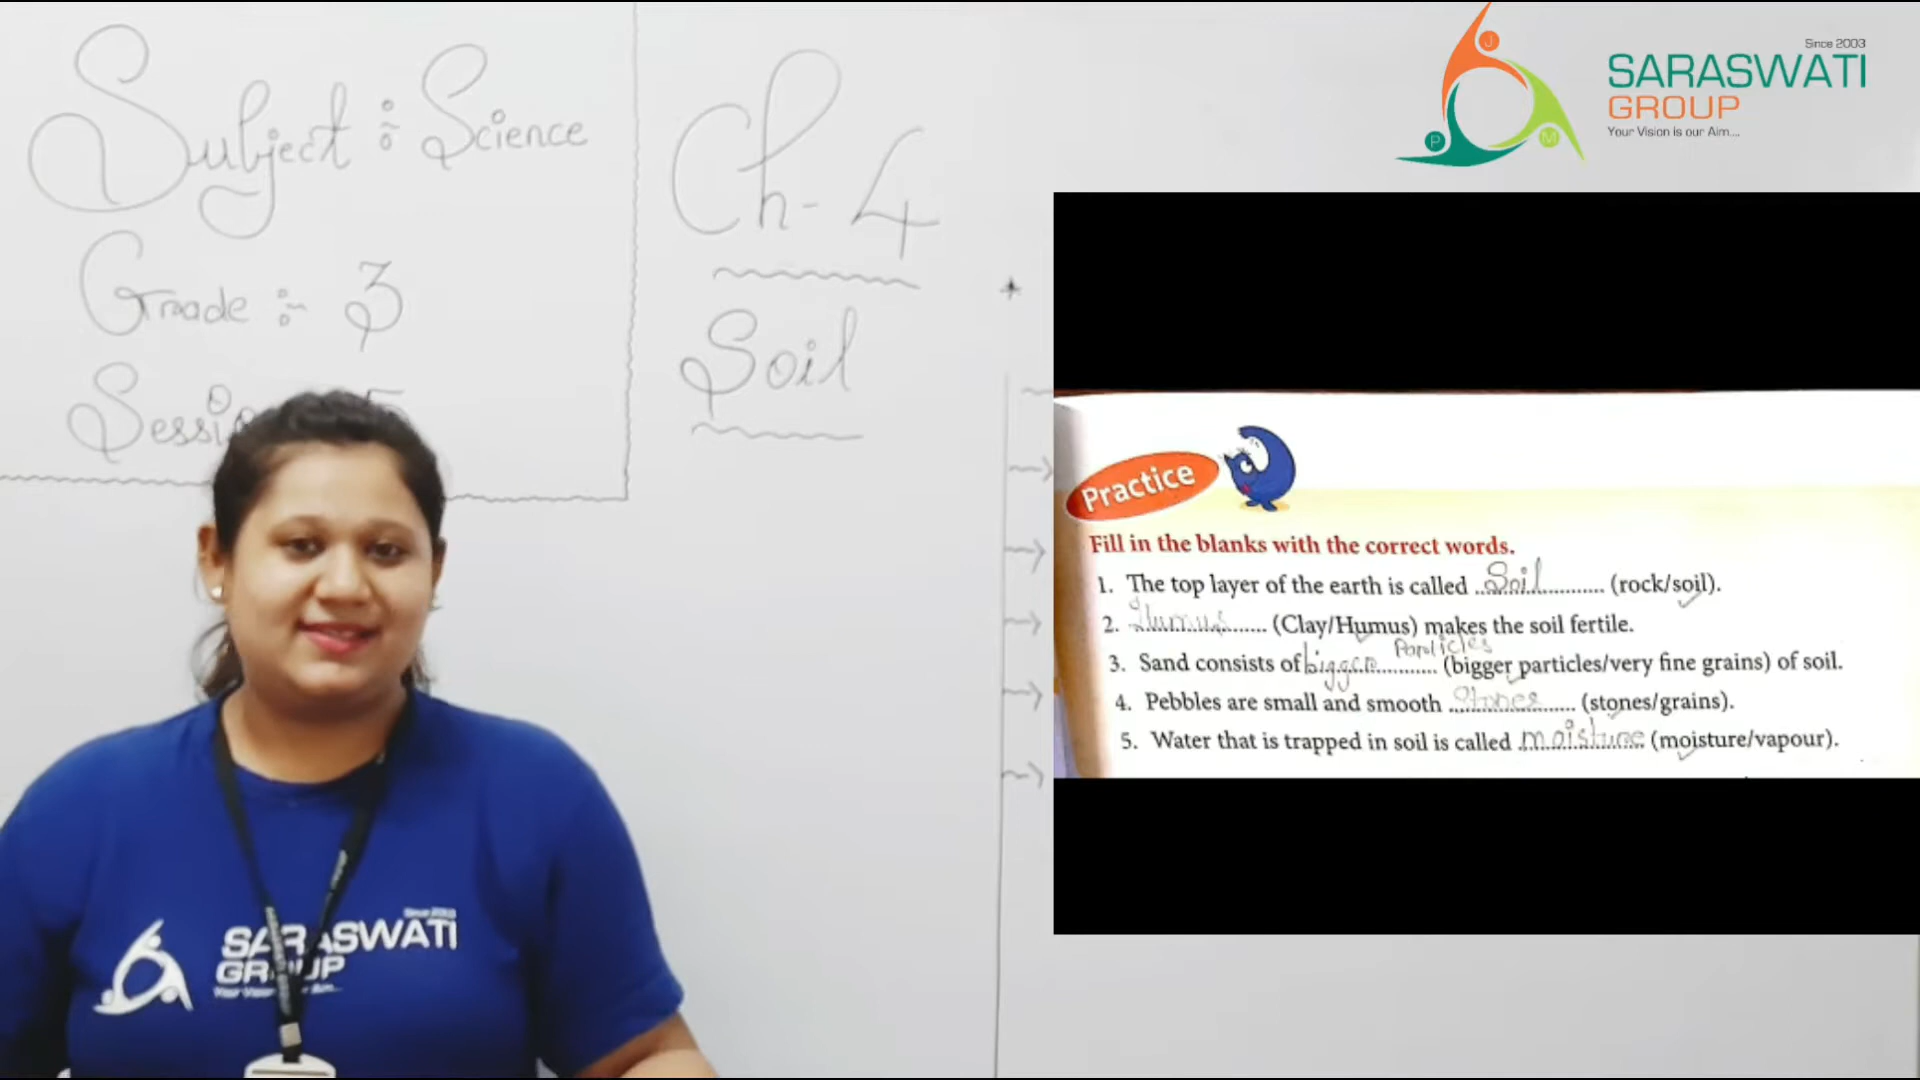 Subject :- Science
Grade :- 3
Ch-4
Soil
Since 2003
SARASWATI
GROUP
Your Vision is our Aim....
J
P
M
Practice
Fill in the blanks with the correct words.
1. The top layer of the earth is called ..Soil.. (rock/soil).
2. Humus (Clay/Humus) makes the soil fertile.
3. Sand consists of bigger Particles (bigger particles/very fine grains) of soil.
4. Pebbles are small and smooth stones (stones/grains).
5. Water that is trapped in soil is called moisture (moisture/vapour).
Since 2003
SARASWATI
GROUP